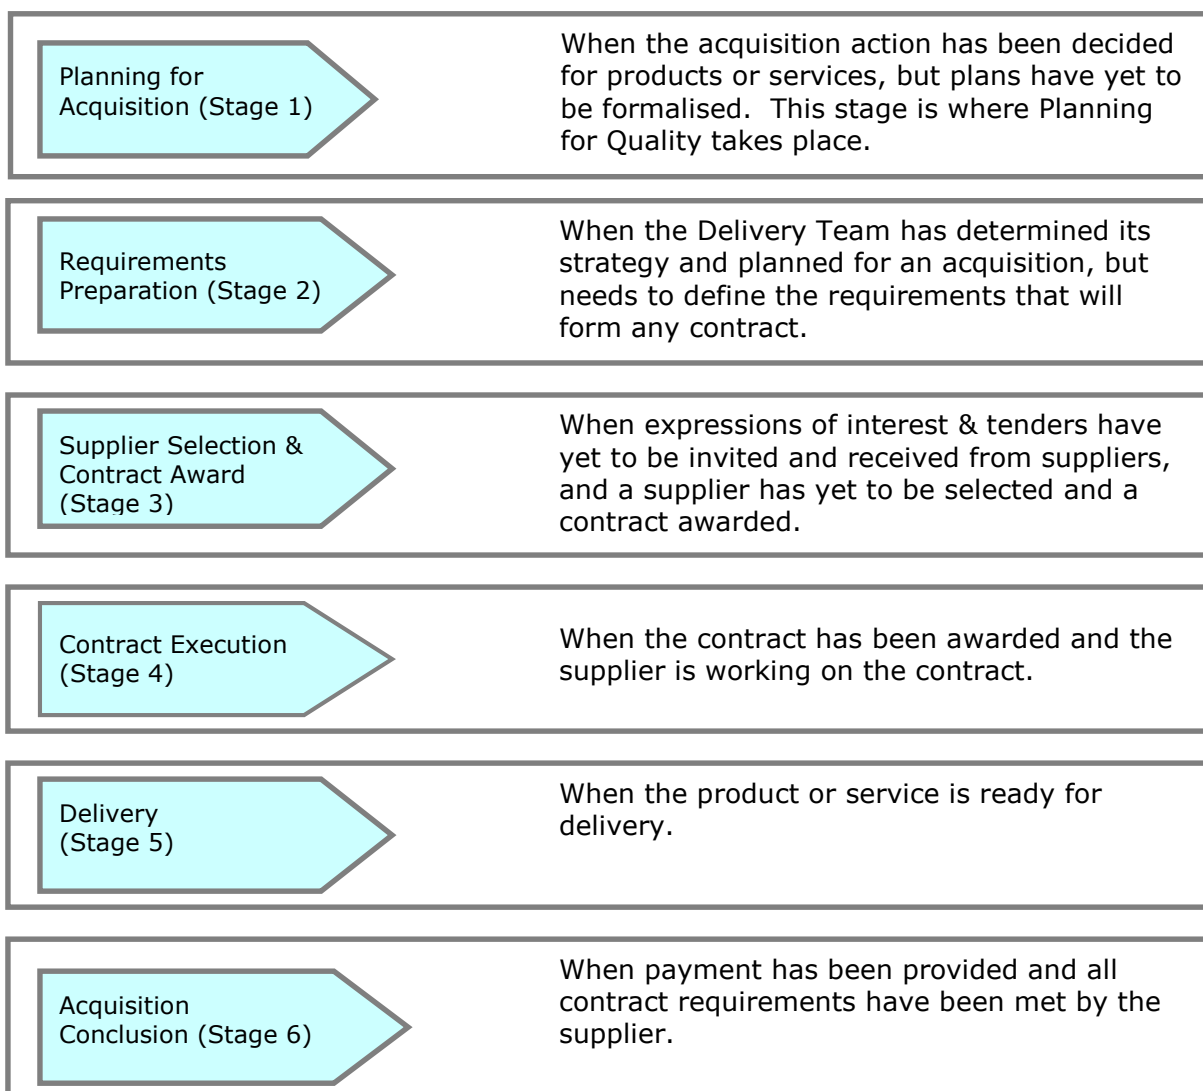 Planning for
Acquisition (Stage 1)
When the acquisition action has been decided
for products or services, but plans have yet to
be formalised.  This stage is where Planning
for Quality takes place.
Requirements
Preparation (Stage 2)
When the Delivery Team has determined its
strategy and planned for an acquisition, but
needs to define the requirements that will
form any contract.
Supplier Selection &
Contract Award
(Stage 3)
When expressions of interest & tenders have
yet to be invited and received from suppliers,
and a supplier has yet to be selected and a
contract awarded.
Contract Execution
(Stage 4)
When the contract has been awarded and the
supplier is working on the contract.
Delivery
(Stage 5)
When the product or service is ready for
delivery.
Acquisition
Conclusion (Stage 6)
When payment has been provided and all
contract requirements have been met by the
supplier.